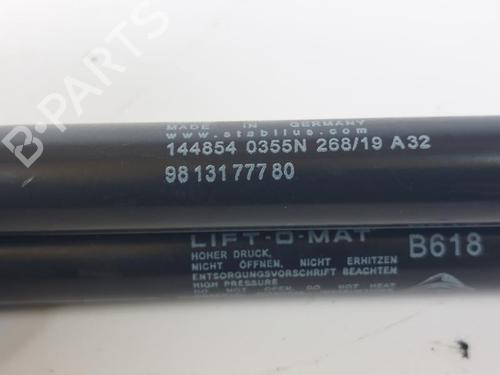 MADE IN GERMANY
www.stabilus.com
144854 0355N 268/19 A32
98 131 777 80
LIFT-O-MAT B618
HOHER DRUCK,
NICHT ÖFFNEN, NICHT ERHITZEN
ENTSORGUNGSVORSCHRIFT BEACHTEN
HIGH PRESSURE